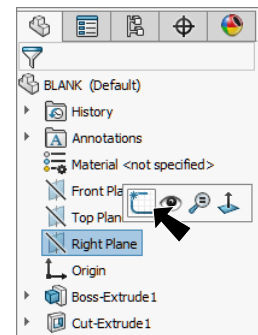 BLANK (Default)
History
Annotations
Material <not specified>
Front Pla
Top Plan
Right Plane
Origin
Boss-Extrude1
Cut-Extrude1